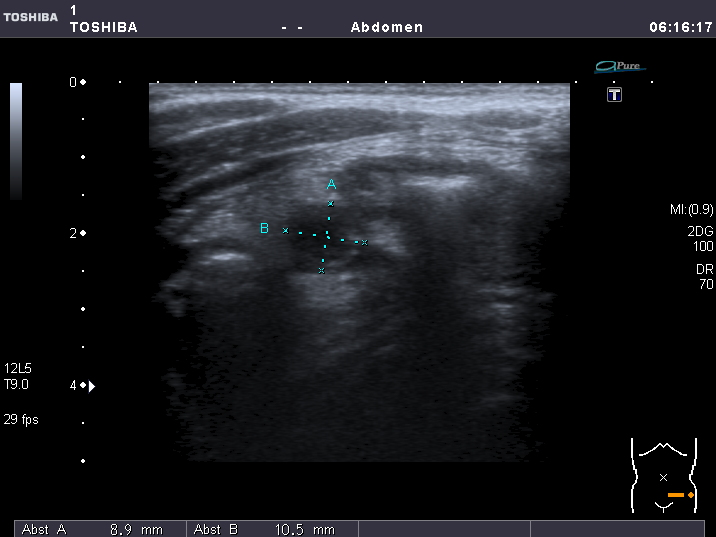 TOSHIBA
1
TOSHIBA - - Abdomen 06:16:17
0
APure
T
A
B
2
MI:(0.9)
2DG
100
DR
70
12L5
T9.0
4
29 fps
Abst A 8.9 mm Abst B 10.5 mm